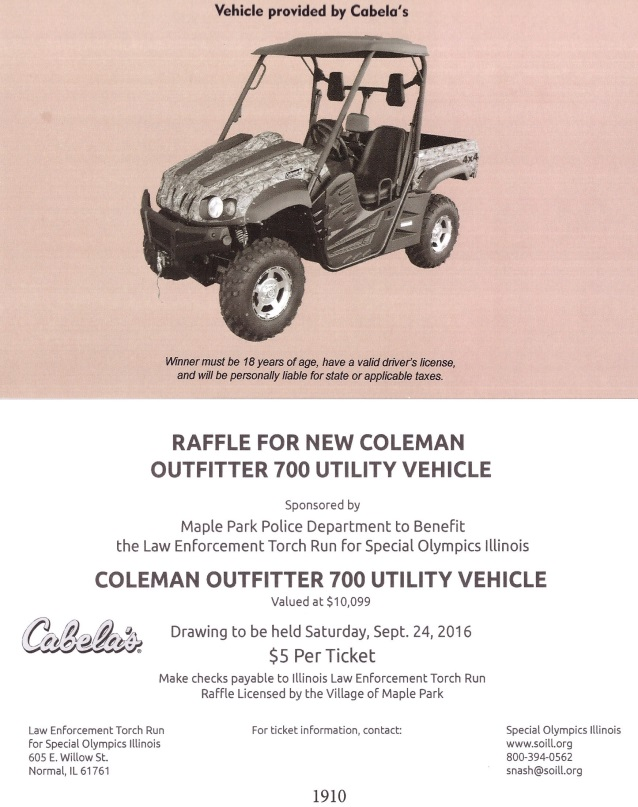 Vehicle provided by Cabela's
4x4
Winner must be 18 years of age, have a valid driver's license,
and will be personally liable for state or applicable taxes.
RAFFLE FOR NEW COLEMAN
OUTFITTER 700 UTILITY VEHICLE
Sponsored by
Maple Park Police Department to Benefit
the Law Enforcement Torch Run for Special Olympics Illinois
COLEMAN OUTFITTER 700 UTILITY VEHICLE
Valued at $10,099
Cabela's
Drawing to be held Saturday, Sept. 24, 2016
$5 Per Ticket
Make checks payable to Illinois Law Enforcement Torch Run
Raffle Licensed by the Village of Maple Park
Law Enforcement Torch Run
for Special Olympics Illinois
605 E. Willow St.
Normal, IL 61761
For ticket information, contact:
Special Olympics Illinois
www.soill.org
800-394-0562
snash@soill.org
1910